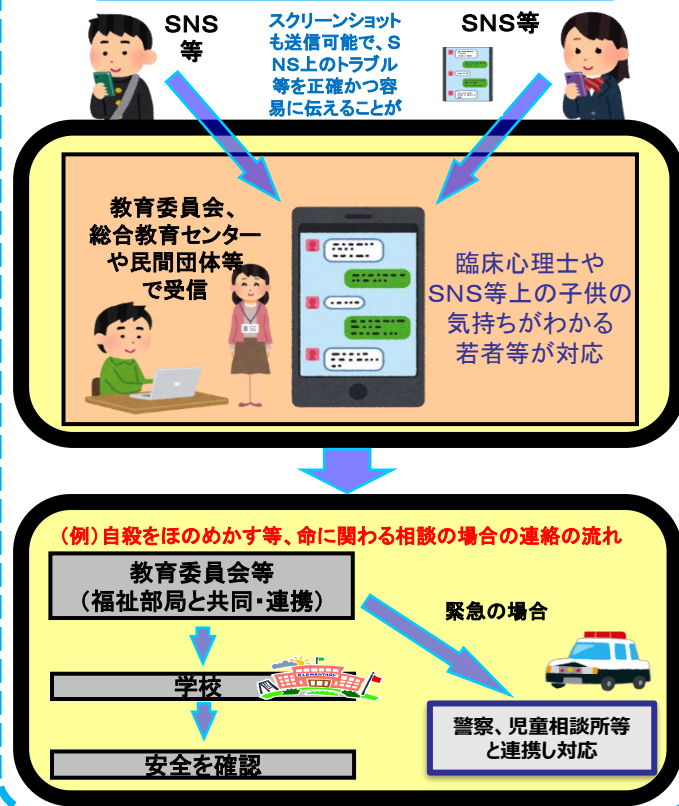 SNS
等
スクリーンショット
も送信可能で、S
NS上のトラブル
等を正確かつ容
易に伝えることが
SNS等
教育委員会、
総合教育センター
や民間団体等
で受信
臨床心理士や
SNS等上の子供の
気持ちがわかる
若者等が対応
（例）自殺をほのめかす等、命に関わる相談の場合の連絡の流れ
教育委員会等
（福祉部局と共同・連携）
緊急の場合
学校
ELEMENTARY
警察、児童相談所等
と連携し対応
安全を確認